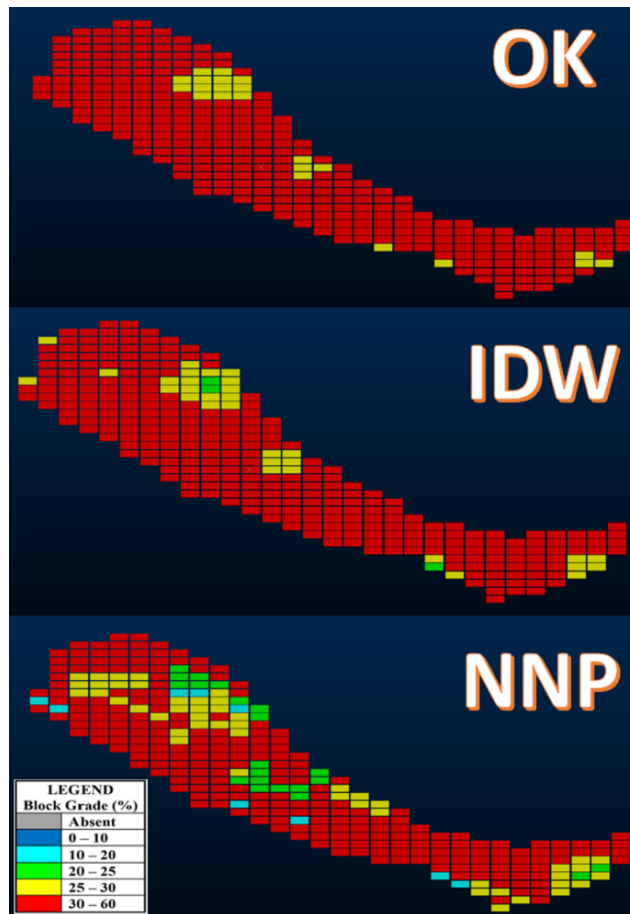 OK
IDW
NNP
LEGEND
Block Grade (%)
Absent
0 – 10
10 – 20
20 – 25
25 – 30
30 – 60